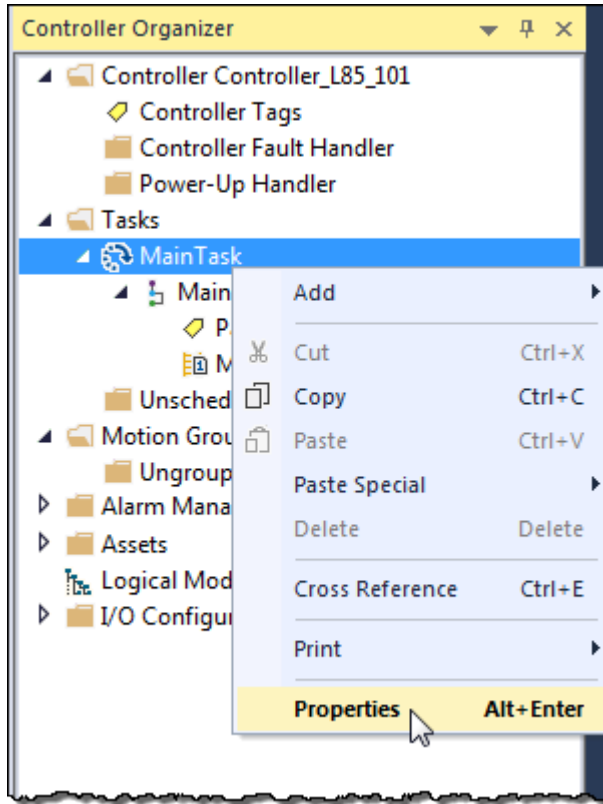 Controller Organizer
Controller Controller_L85_101
Controller Tags
Controller Fault Handler
Power-Up Handler
Tasks
MainTask
Main
P
M
Unsched
Motion Grou
Ungroup
Alarm Mana
Assets
Logical Mod
I/O Configu
Add
Cut Ctrl+X
Copy Ctrl+C
Paste Ctrl+V
Paste Special
Delete Delete
Cross Reference Ctrl+E
Print
Properties Alt+Enter